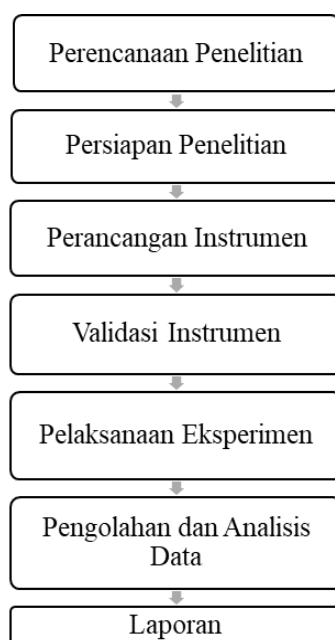 Perencanaan Penelitian
Persiapan Penelitian
Perancangan Instrumen
Validasi Instrumen
Pelaksanaan Eksperimen
Pengolahan dan Analisis
Data
Laporan